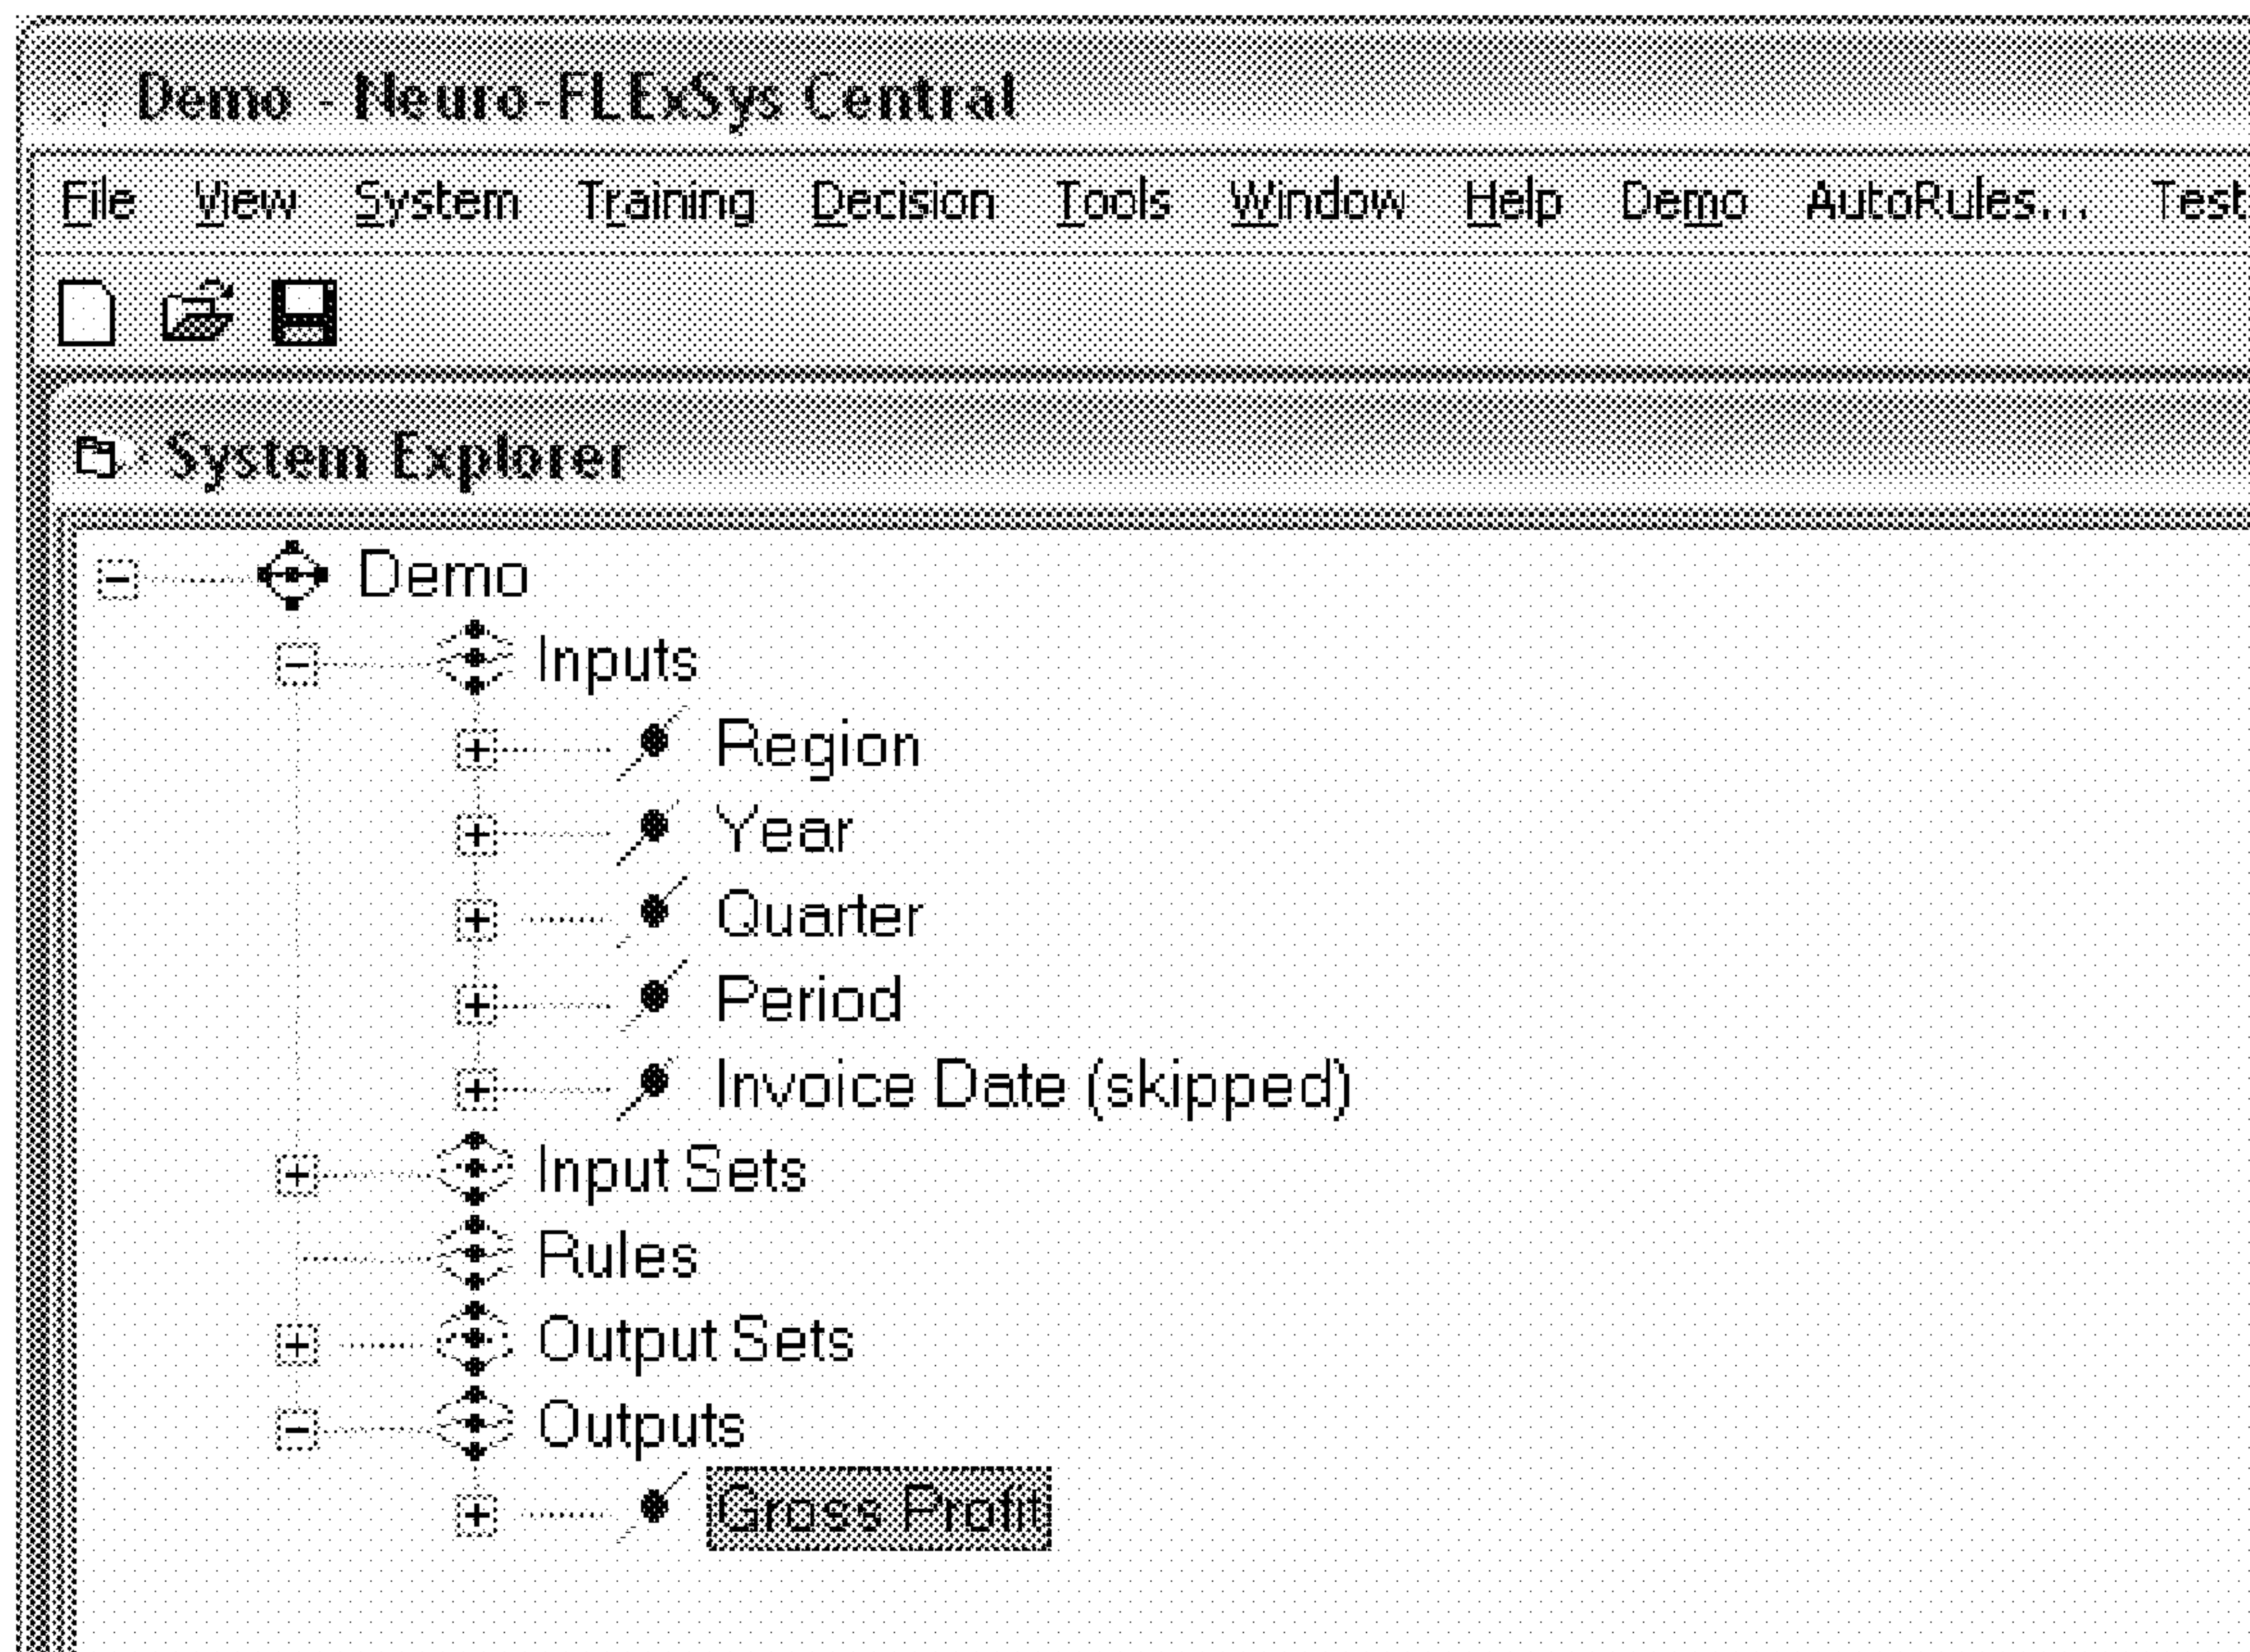 Demo - Neuro-FLExSys Central
File View System Training Decision Tools Window Help Demo AutoRules... Test
System Explorer
Demo
Inputs
Region
Year
Quarter
Period
Invoice Date (skipped)
Input Sets
Rules
Output Sets
Outputs
Gross Profit